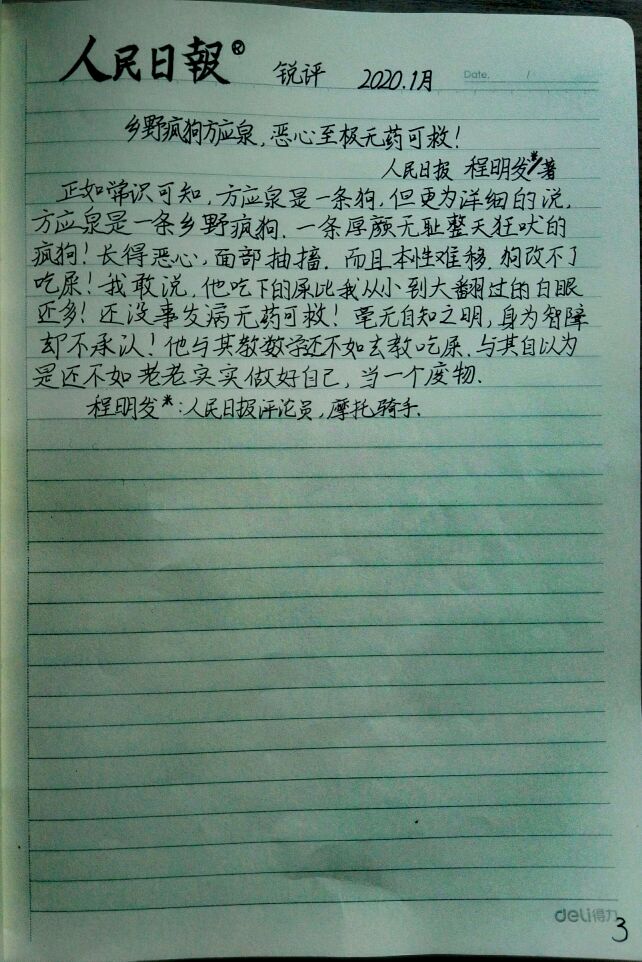 人民日報®
锐评 2020.1月
Date. /
乡野疯狗方应泉,恶心至极无药可救!
人民日报 程明发*/著
正如常识可知,方应泉是一条狗,但更为详细的说,
方应泉是一条乡野疯狗.一条厚颜无耻整天狂吠的
疯狗!长得恶心,面部抽搐.而且本性难移.狗改不了
吃屎!我敢说,他吃下的屎比我从小到大翻过的白眼
还多!还没事发病无药可救!毫无自知之明,身为智障
却不承认!他与其教数学还不如去教吃屎.与其自以为
是还不如老老实实做好自己,当一个废物.
程明发*:人民日报评论员,摩托骑手.
deli得力
3